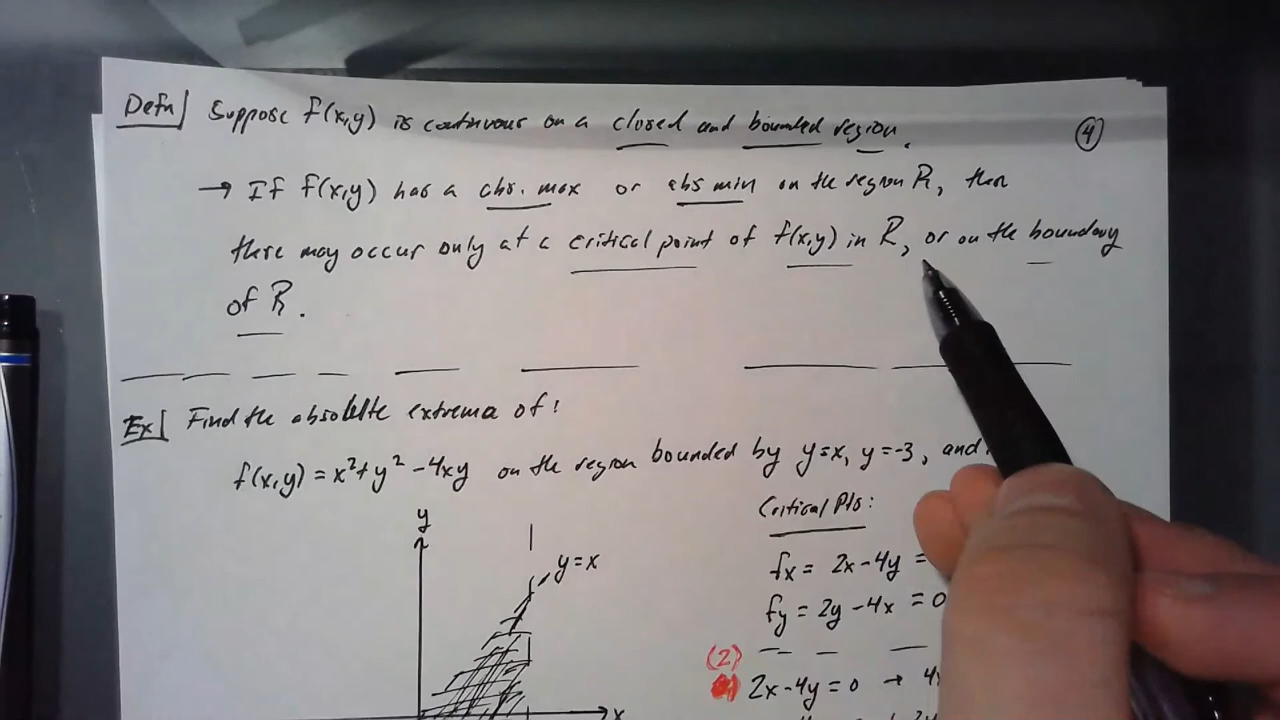 Defn Suppose f(x,y) is continuous on a closed and bounded region.
④
→ If f(x,y) has a abs. max or abs min on the region R, then
these may occur only at a critical point of f(x,y) in R, or on the boundary
of R.
Ex Find the absolute extrema of:
f(x,y) = x²+y²-4xy on the region bounded by y=x, y=-3, and
Critical Pts:
y
y=x
fx = 2x-4y =
fy = 2y-4x = 0
(2)
2x-4y=0 → 4x
x